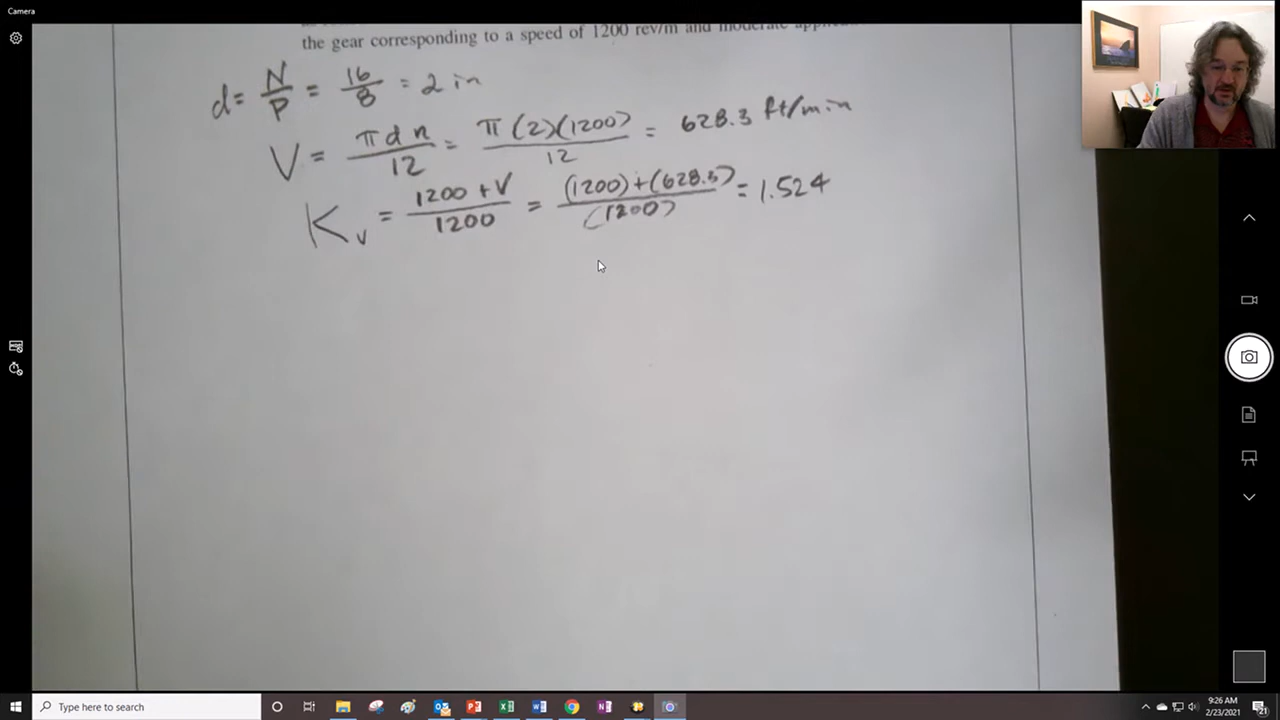 Camera
the gear corresponding to a speed of 1200 rev/m and moderate
d = N/P = 16/8 = 2 in
V = πdn/12 = π(2)(1200)/12 = 628.3 ft/min
Kv = 1200 + V/1200 = (1200)+(628.3)/(1200) = 1.524
Type here to search
9:26 AM
2/23/2021
21